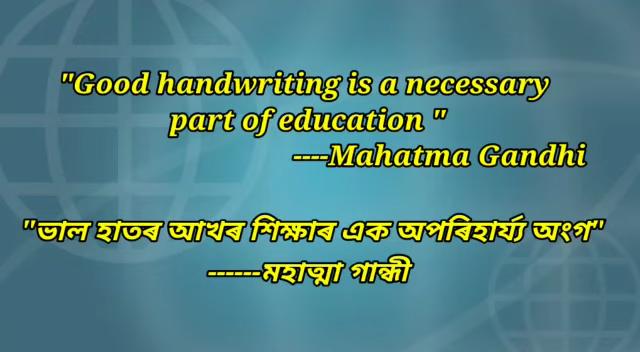 "Good handwriting is a necessary
part of education "
----Mahatma Gandhi
"ভাল হাতৰ আখৰ শিক্ষাৰ এক অপৰিহাৰ্য্য অংগ"
------মহাত্মা গান্ধী